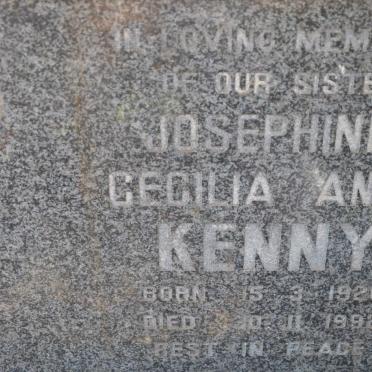 IN LOVING MEM
OF OUR SISTE
JOSEPHINE
CECILIA AN
KENNY
BORN 15 3 192
DIED 30 11 199
REST IN PEACE